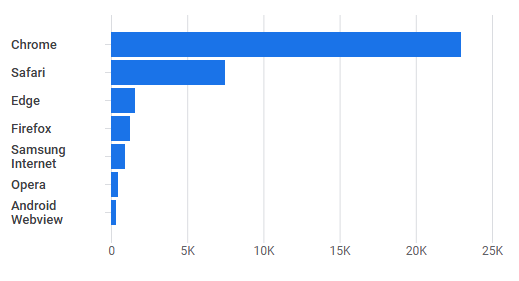 Chrome
Safari
Edge
Firefox
Samsung
Internet
Opera
Android
Webview
0 5K 10K 15K 20K 25K